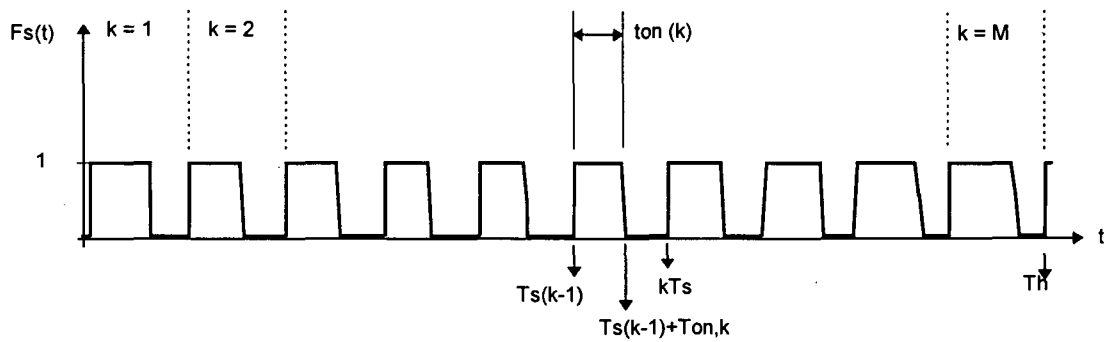 Fs(t)
k = 1
k = 2
ton (k)
k = M
1
t
Ts(k-1)
kTs
Th
Ts(k-1)+Ton,k